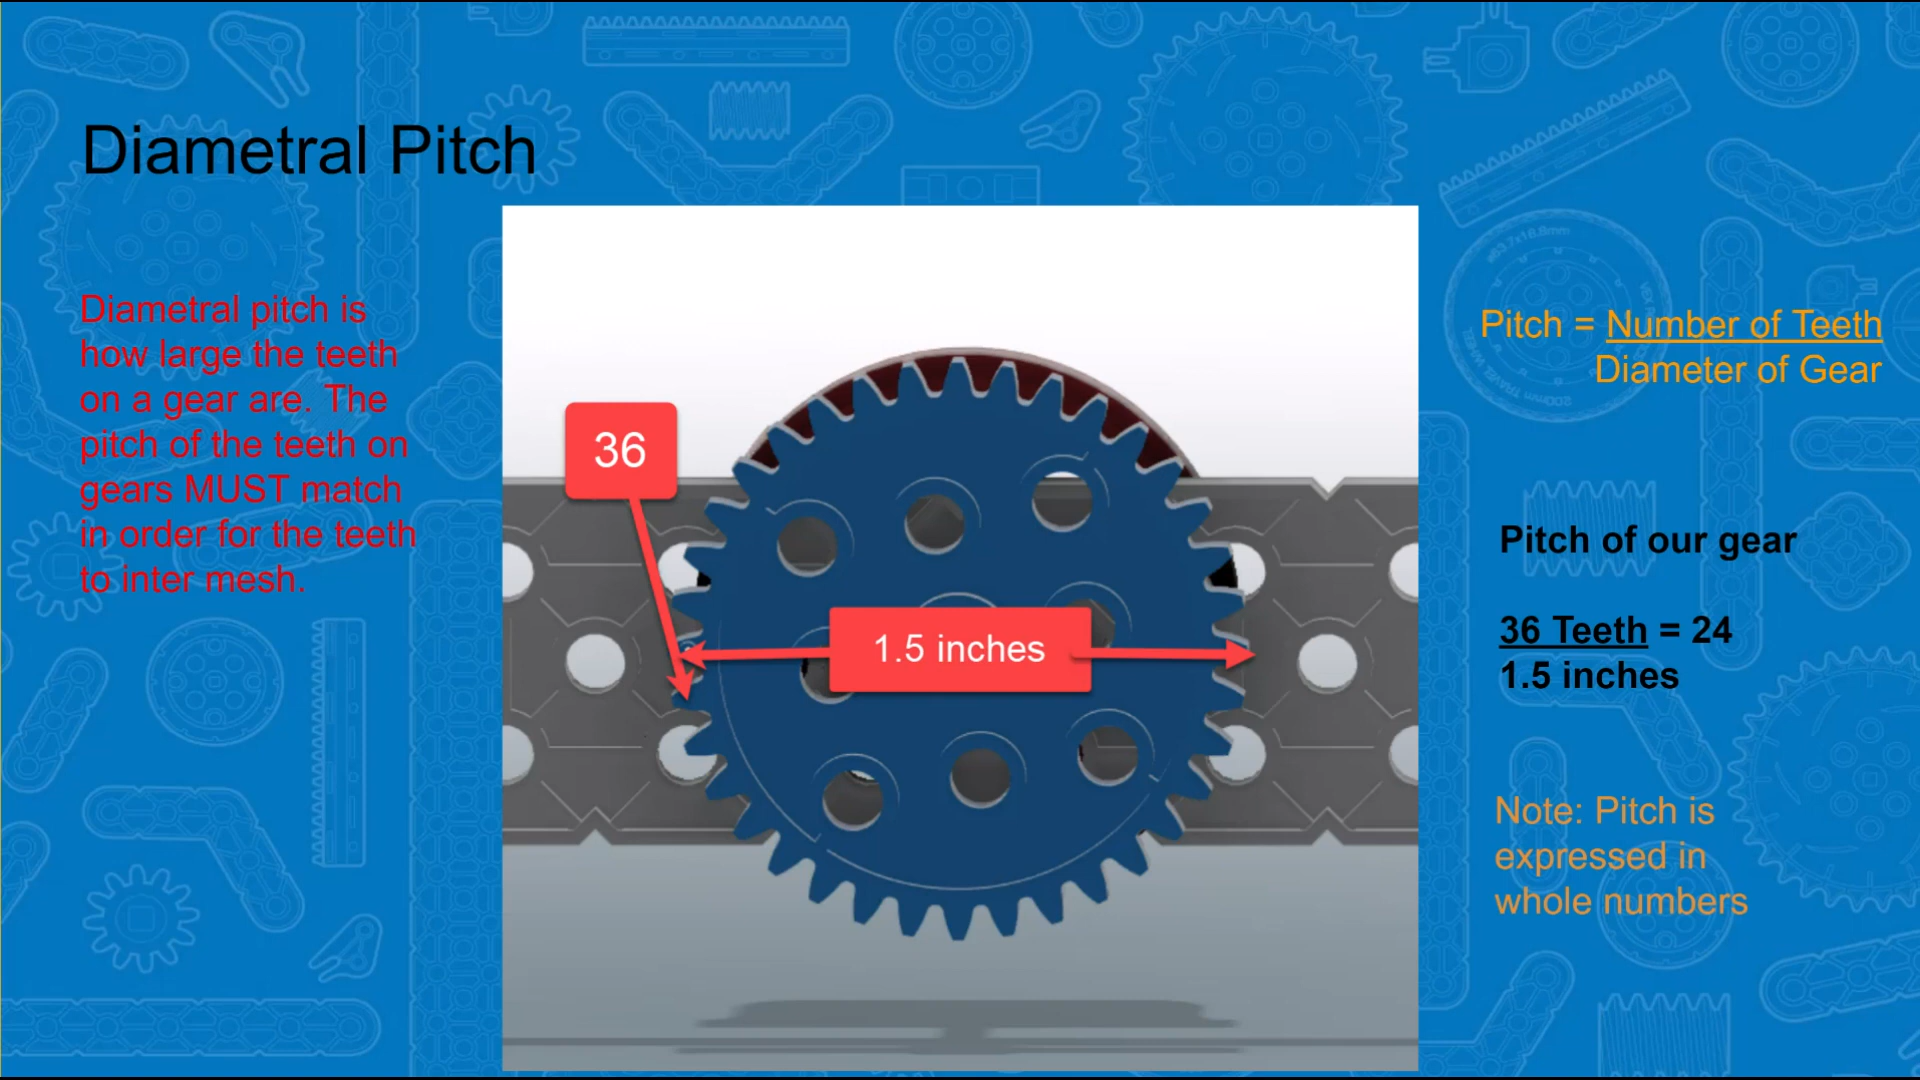 Diametral Pitch
Diametral pitch is
how large the teeth
on a gear are. The
pitch of the teeth on
gears MUST match
in order for the teeth
to inter mesh.
36
1.5 inches
Pitch = Number of Teeth
Diameter of Gear
Pitch of our gear
36 Teeth = 24
1.5 inches
Note: Pitch is
expressed in
whole numbers